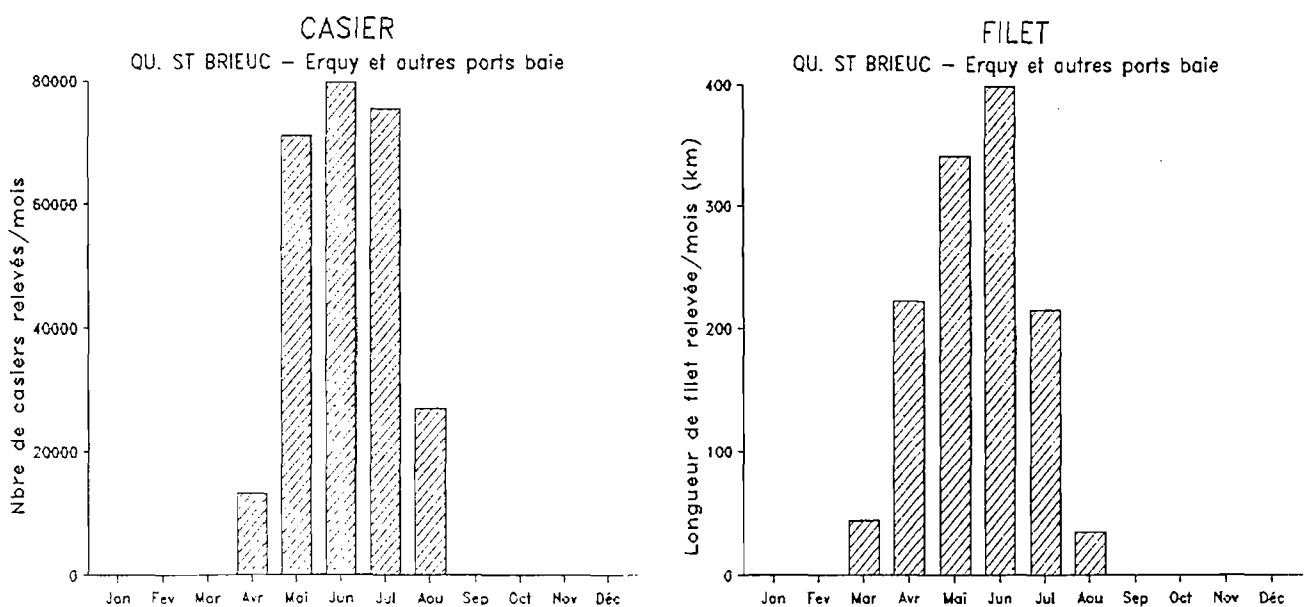 CASIER
QU. ST BRIEUC – Erquy et autres ports baie
Nbre de casiers relevés/mois
80000
60000
40000
20000
0
Jan Fev Mar Avr Mai Jun Jul Aou Sep Oct Nov Déc
FILET
QU. ST BRIEUC – Erquy et autres ports baie
Longueur de filet relevée/mois (km)
400
300
200
100
0
Jan Fev Mar Avr Mai Jun Jul Aou Sep Oct Nov Déc